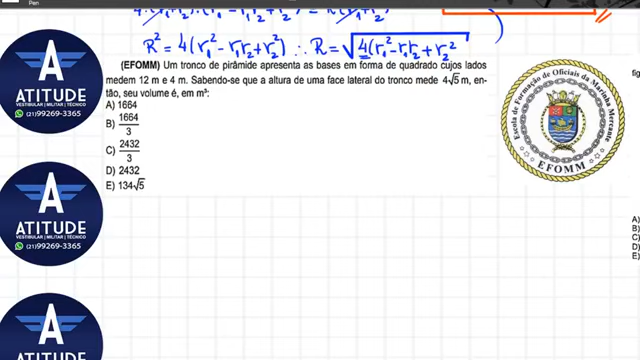 Pen
R² = 4(r₁² - r₁r₂ + r₂²) ∴ R = √4(r₁² - r₁r₂ + r₂²
(EFOMM) Um tronco de pirâmide apresenta as bases em forma de quadrado cujos lados
medem 12 m e 4 m. Sabendo-se que a altura de uma face lateral do tronco mede 4√5 m, en-
tão, seu volume é, em m³:
A) 1664
B) 1664/3
C) 2432/3
D) 2432
E) 134√5
A
ATITUDE
VESTIBULAR | MILITAR | TÉCNICO
(21)99269-3365
A
ATITUDE
VESTIBULAR | MILITAR | TÉCNICO
(21)99269-3365
A
ATITUDE
Escola de Formação de Oficiais da Marinha Mercante
EFOMM
fig
A)
B)
C)
D)
E)